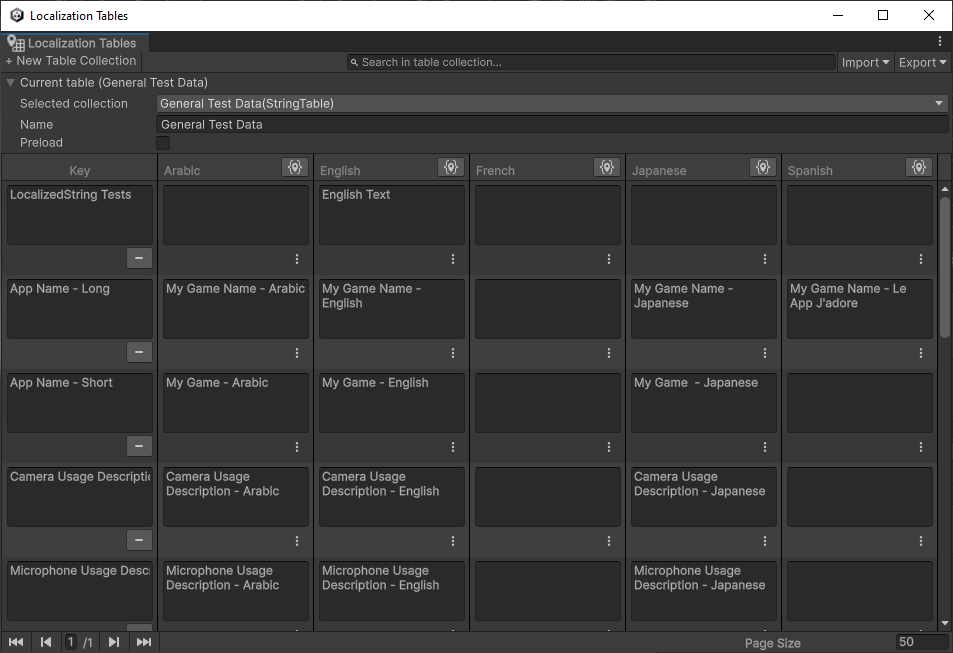 Localization Tables
Localization Tables
+ New Table Collection
Search in table collection...
Import
Export
Current table (General Test Data)
Selected collection
General Test Data(StringTable)
Name
General Test Data
Preload
Key
Arabic
English
French
Japanese
Spanish
LocalizedString Tests
English Text
App Name - Long
My Game Name - Arabic
My Game Name -
English
My Game Name -
Japanese
My Game Name - Le
App J'adore
App Name - Short
My Game - Arabic
My Game - English
My Game  - Japanese
Camera Usage Descriptic
Camera Usage
Description - Arabic
Camera Usage
Description - English
Camera Usage
Description - Japanese
Microphone Usage Desc
Microphone Usage
Description - Arabic
Microphone Usage
Description - English
Microphone Usage
Description - Japanese
1 /1
Page Size
50